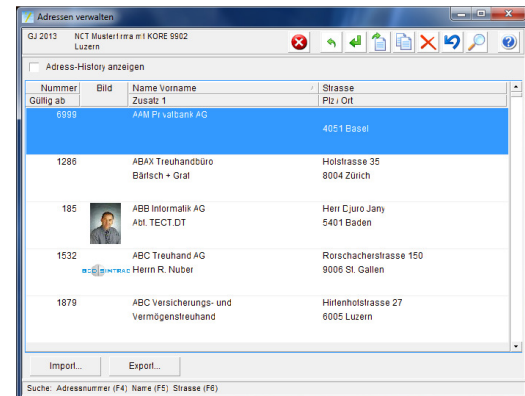 Adressen verwalten
GJ 2013 NCT Musterfirma mit KORE 9902
Luzern
Adress-History anzeigen
Nummer Bild Name Vorname Strasse
Gültig ab Zusatz 1 Plz / Ort
6999 AAM Privatbank AG
4051 Basel
1286 ABAX Treuhandbüro Holstrasse 35
Bärtsch + Graf 8004 Zürich
185 ABB Informatik AG Herr Djuro Jany
Abt. TECT.DT 5401 Baden
1532 ABC Treuhand AG Rorschacherstrasse 150
Herrn R. Nuber 9006 St. Gallen
1879 ABC Versicherungs- und Hirtenhofstrasse 27
Vermögenstreuhand 6005 Luzern
Import... Export...
Suche: Adressnummer (F4) Name (F5) Strasse (F6)